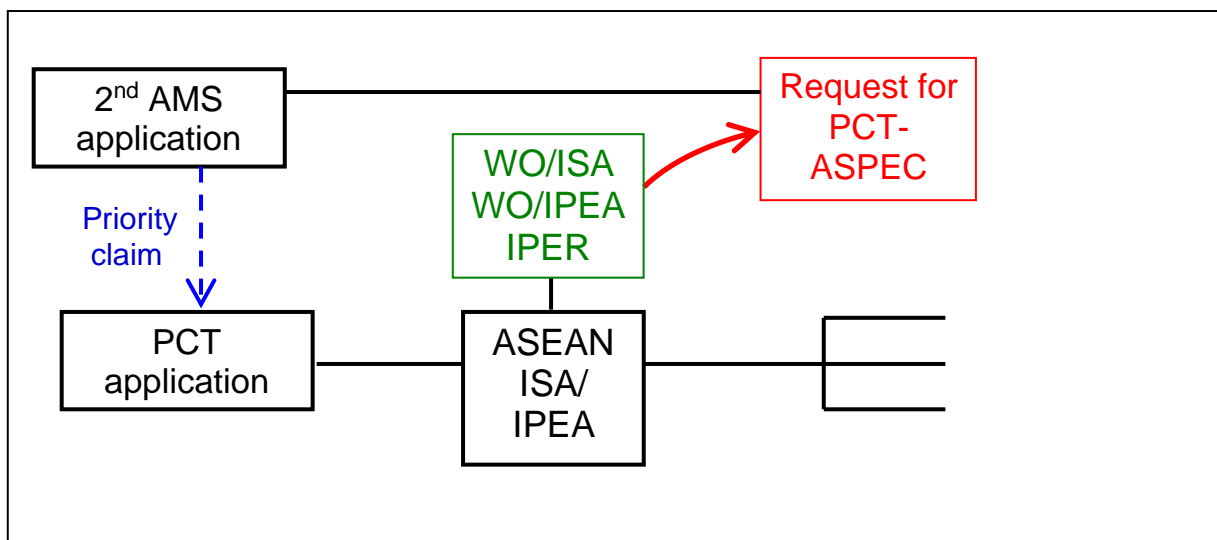 2nd AMS
application
Request for
PCT-
ASPEC
WO/ISA
WO/IPEA
IPER
Priority
claim
PCT
application
ASEAN
ISA/
IPEA